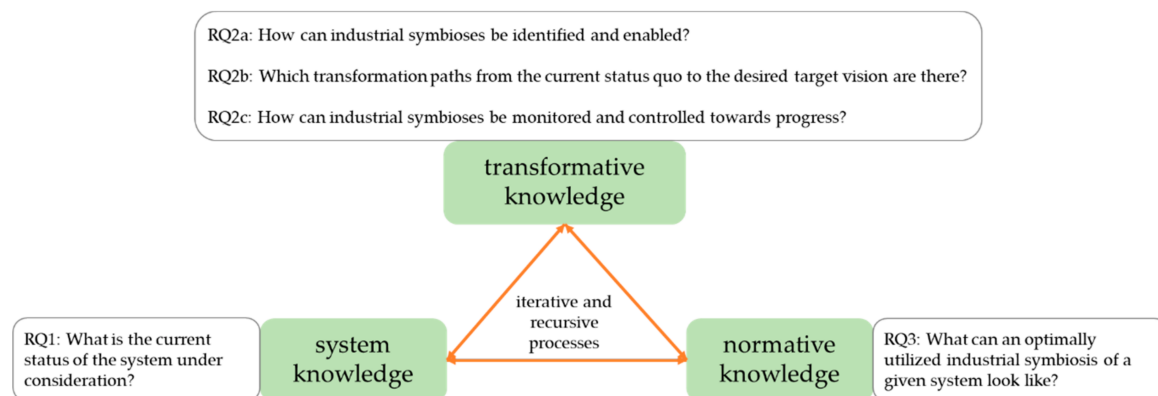 RQ2a: How can industrial symbioses be identified and enabled?
RQ2b: Which transformation paths from the current status quo to the desired target vision are there?
RQ2c: How can industrial symbioses be monitored and controlled towards progress?
transformative
knowledge
iterative and
recursive
processes
RQ1: What is the current
status of the system under
consideration?
system
knowledge
normative
knowledge
RQ3: What can an optimally
utilized industrial symbiosis of a
given system look like?